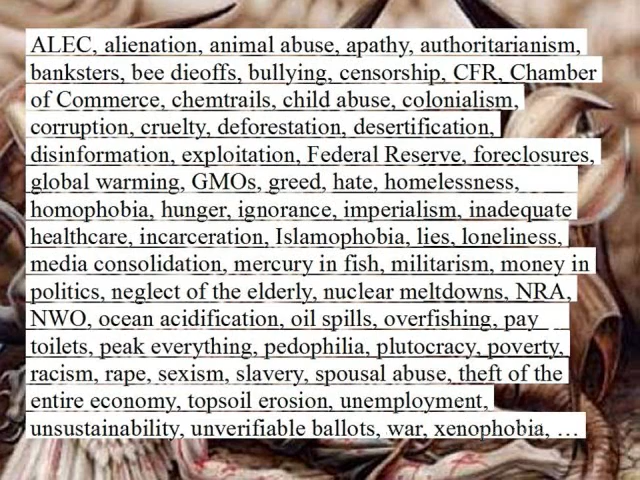 ALEC, alienation, animal abuse, apathy, authoritarianism,
banksters, bee dieoffs, bullying, censorship, CFR, Chamber
of Commerce, chemtrails, child abuse, colonialism,
corruption, cruelty, deforestation, desertification,
disinformation, exploitation, Federal Reserve, foreclosures,
global warming, GMOs, greed, hate, homelessness,
homophobia, hunger, ignorance, imperialism, inadequate
healthcare, incarceration, Islamophobia, lies, loneliness,
media consolidation, mercury in fish, militarism, money in
politics, neglect of the elderly, nuclear meltdowns, NRA,
NWO, ocean acidification, oil spills, overfishing, pay
toilets, peak everything, pedophilia, plutocracy, poverty,
racism, rape, sexism, slavery, spousal abuse, theft of the
entire economy, topsoil erosion, unemployment,
unsustainability, unverifiable ballots, war, xenophobia, …